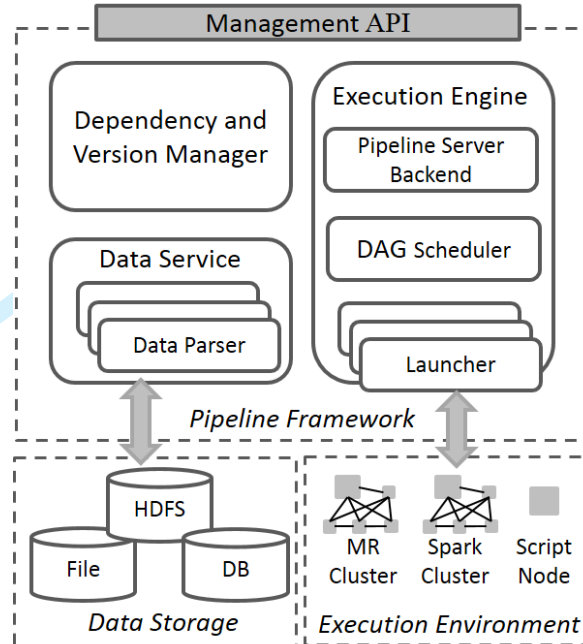 Management API
Dependency and
Version Manager
Execution Engine
Pipeline Server
Backend
DAG Scheduler
Data Service
Data Parser
Launcher
Pipeline Framework
HDFS
File
DB
Data Storage
MR
Cluster
Spark
Cluster
Script
Node
Execution Environment